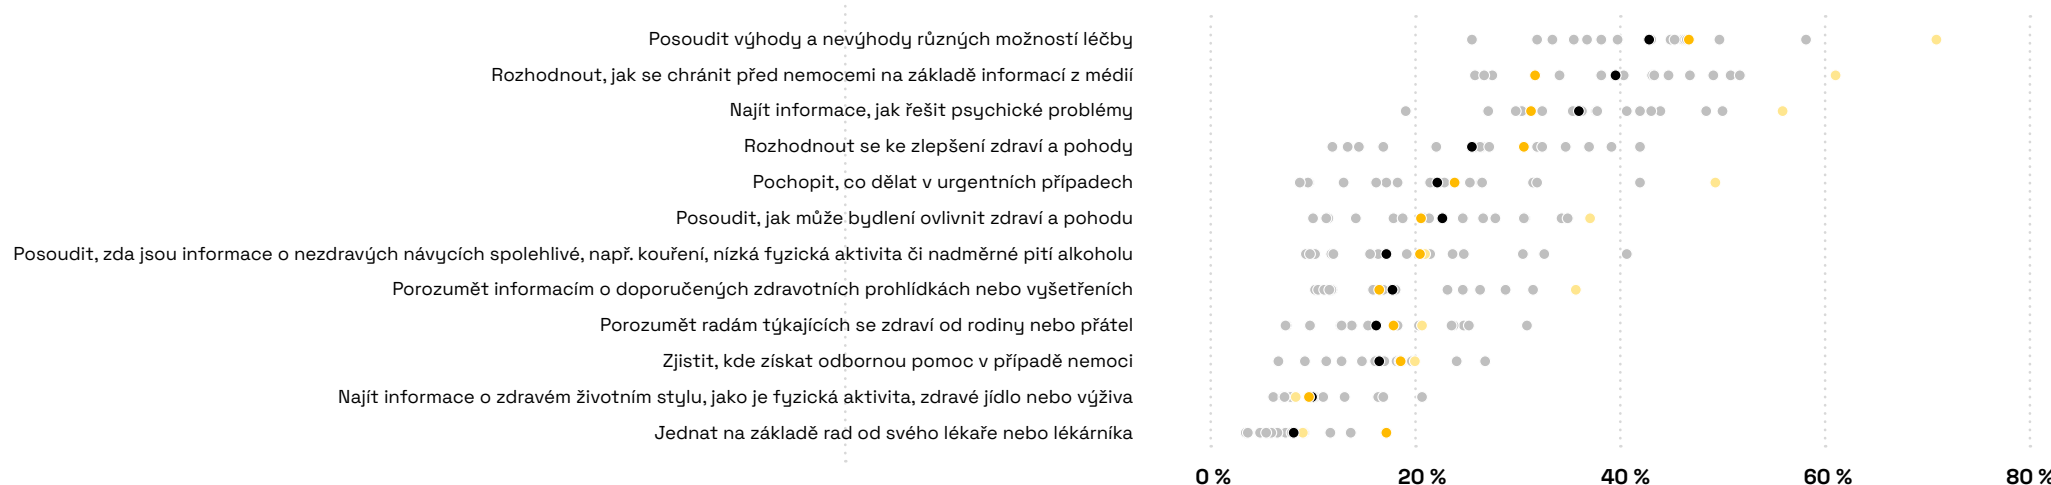 Posoudit výhody a nevýhody různých možností léčby
Rozhodnout, jak se chránit před nemocemi na základě informací z médií
Najít informace, jak řešit psychické problémy
Rozhodnout se ke zlepšení zdraví a pohody
Pochopit, co dělat v urgentních případech
Posoudit, jak může bydlení ovlivnit zdraví a pohodu
Posoudit, zda jsou informace o nezdravých návycích spolehlivé, např. kouření, nízká fyzická aktivita či nadměrné pití alkoholu
Porozumět informacím o doporučených zdravotních prohlídkách nebo vyšetřeních
Porozumět radám týkajících se zdraví od rodiny nebo přátel
Zjistit, kde získat odbornou pomoc v případě nemoci
Najít informace o zdravém životním stylu, jako je fyzická aktivita, zdravé jídlo nebo výživa
Jednat na základě rad od svého lékaře nebo lékárníka
0 % 20 % 40 % 60 % 80 %